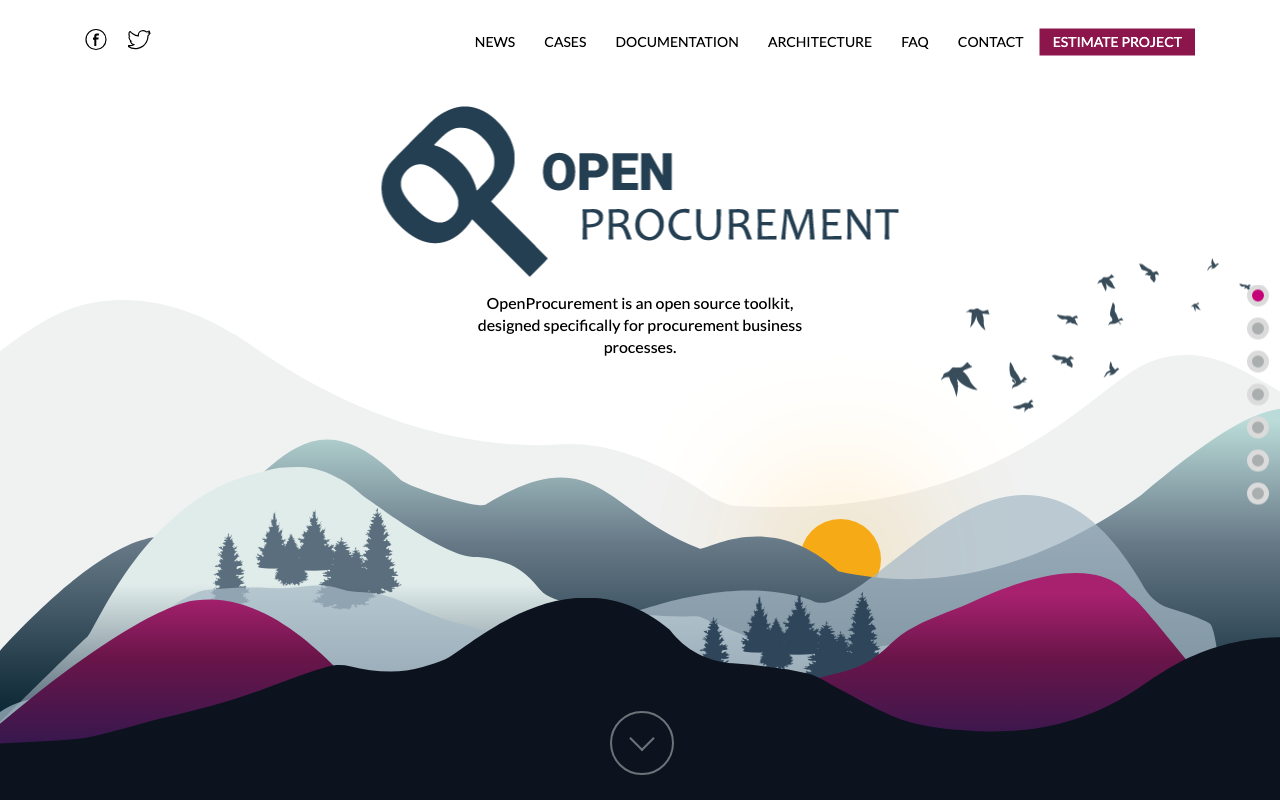 NEWS CASES DOCUMENTATION ARCHITECTURE FAQ CONTACT ESTIMATE PROJECT
OPEN
PROCUREMENT
OpenProcurement is an open source toolkit,
designed specifically for procurement business
processes.